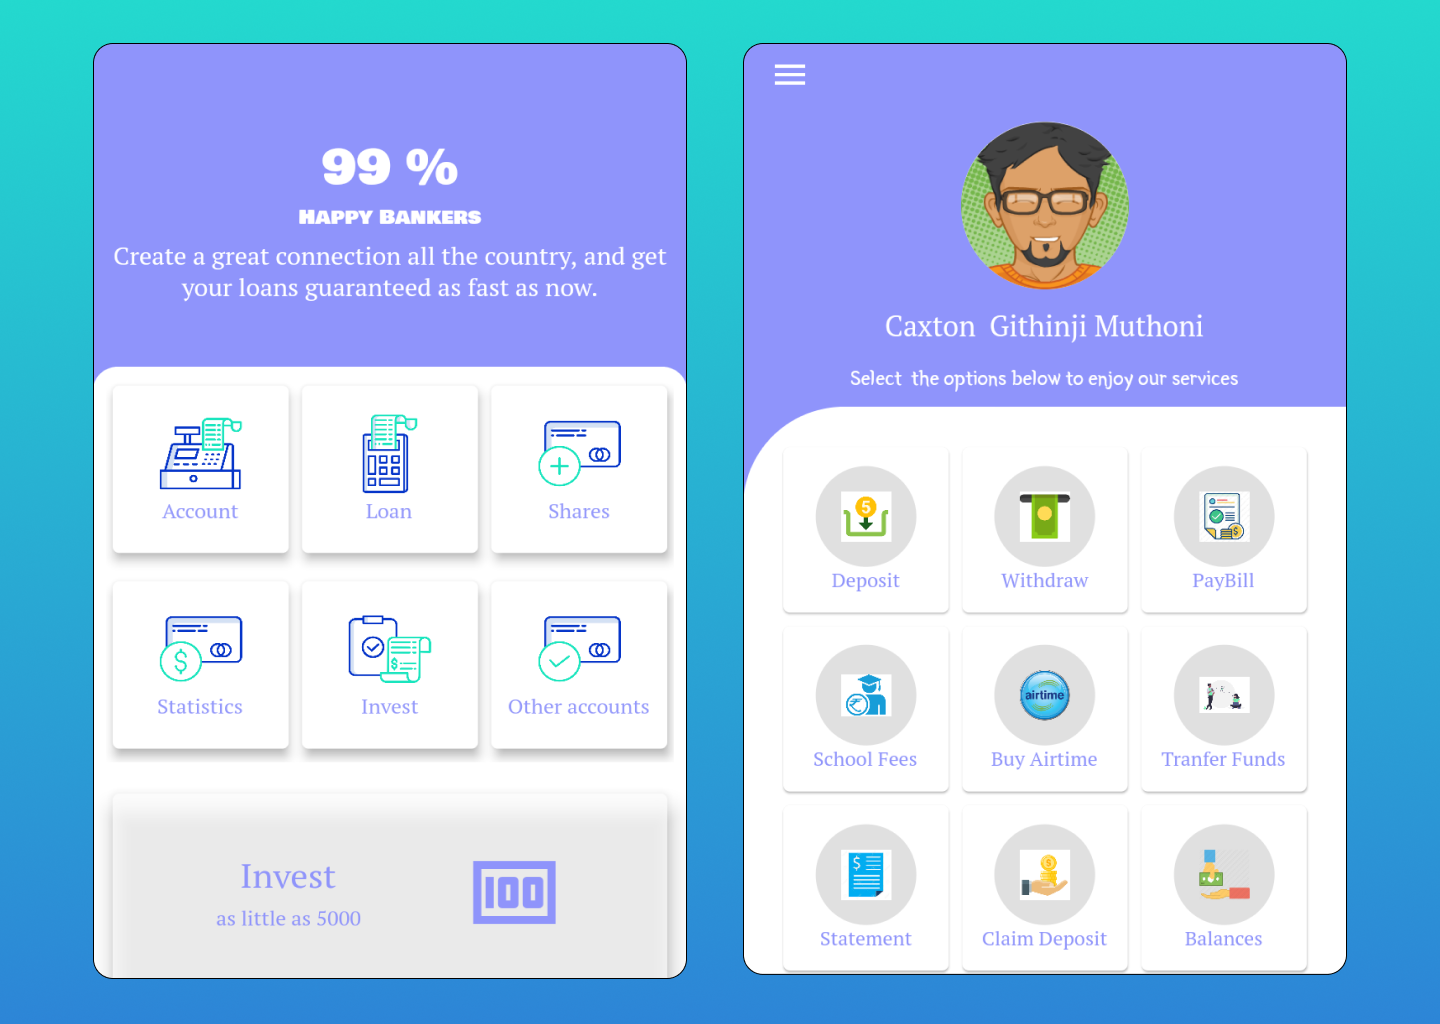 99 %
Happy Bankers
Create a great connection all the country, and get
your loans guaranteed as fast as now.
Account
Loan
Shares
Statistics
Invest
Other accounts
Invest
as little as 5000
100
Caxton Githinji Muthoni
Select the options below to enjoy our services
5
Deposit
Withdraw
PayBill
School Fees
airtime
Buy Airtime
Tranfer Funds
Statement
Claim Deposit
Balances